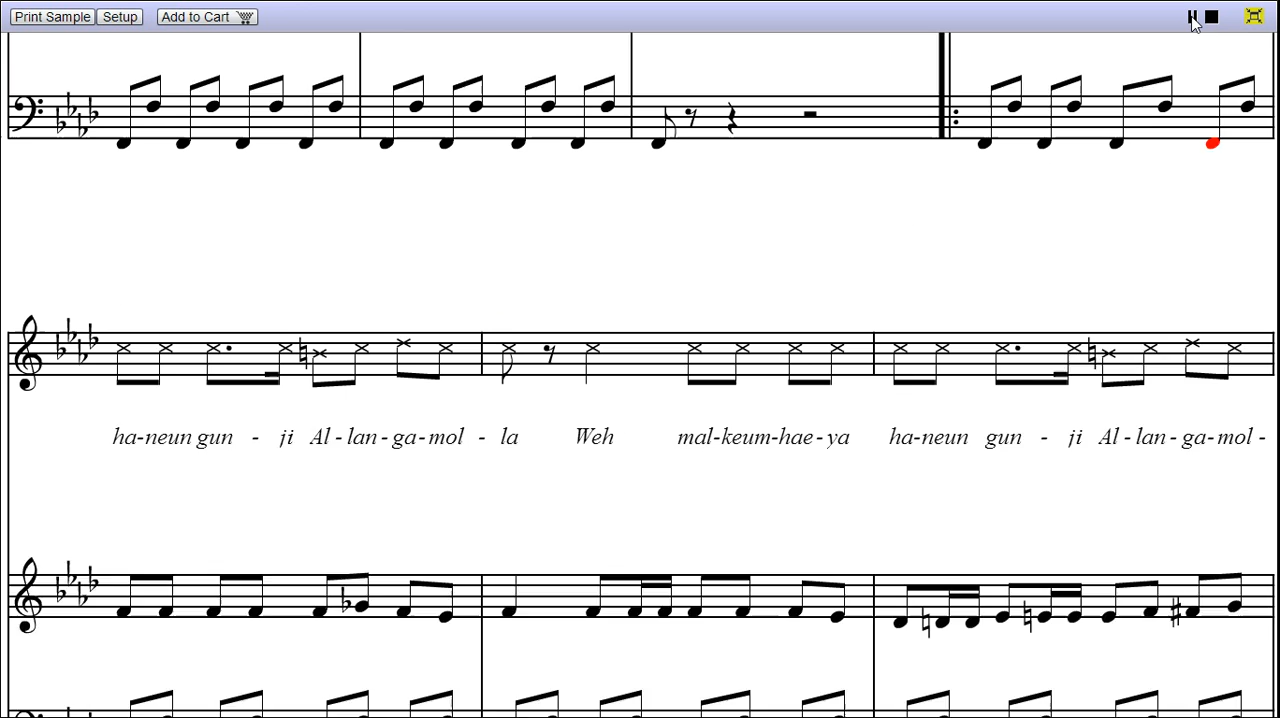 Print Sample Setup Add to Cart
ha-neun gun - ji Al - lan - ga - mol - la Weh mal-keum-hae - ya ha-neun gun - ji Al - lan - ga - mol -